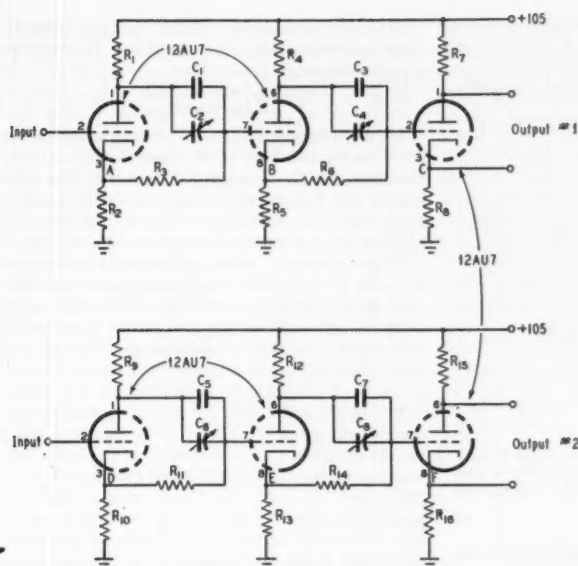 +105
R1 R4 R7
12AU7
C1 C3
1 6 1
C2 C4
Input 2 7 2 Output #1
3 8 3
A B C
R3 R6
R2 R5 R8
12AU7
+105
R9 R12 R15
12AU7
C5 C7
6 6
C6 C8
Input 2 7 7 Output #2
3 8 8
D E F
R11 R14
R10 R13 R16